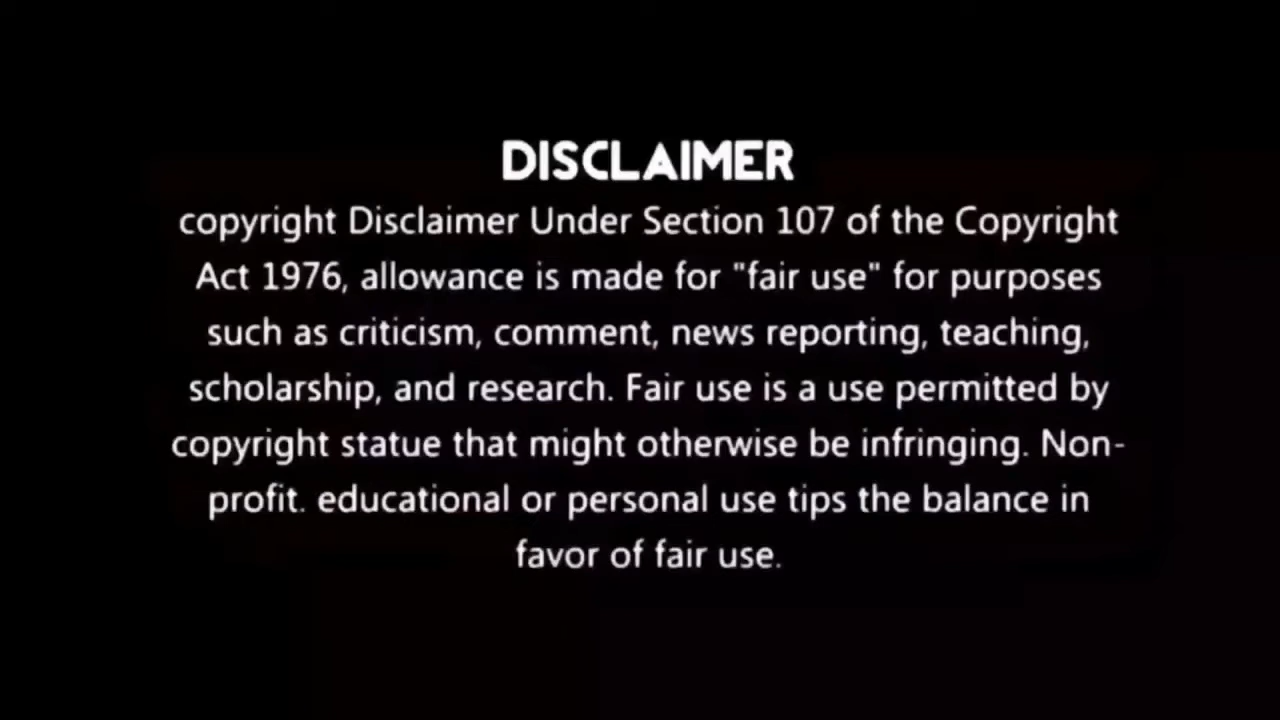 DISCLAIMER
copyright Disclaimer Under Section 107 of the Copyright
Act 1976, allowance is made for "fair use" for purposes
such as criticism, comment, news reporting, teaching,
scholarship, and research. Fair use is a use permitted by
copyright statue that might otherwise be infringing. Non-
profit. educational or personal use tips the balance in
favor of fair use.